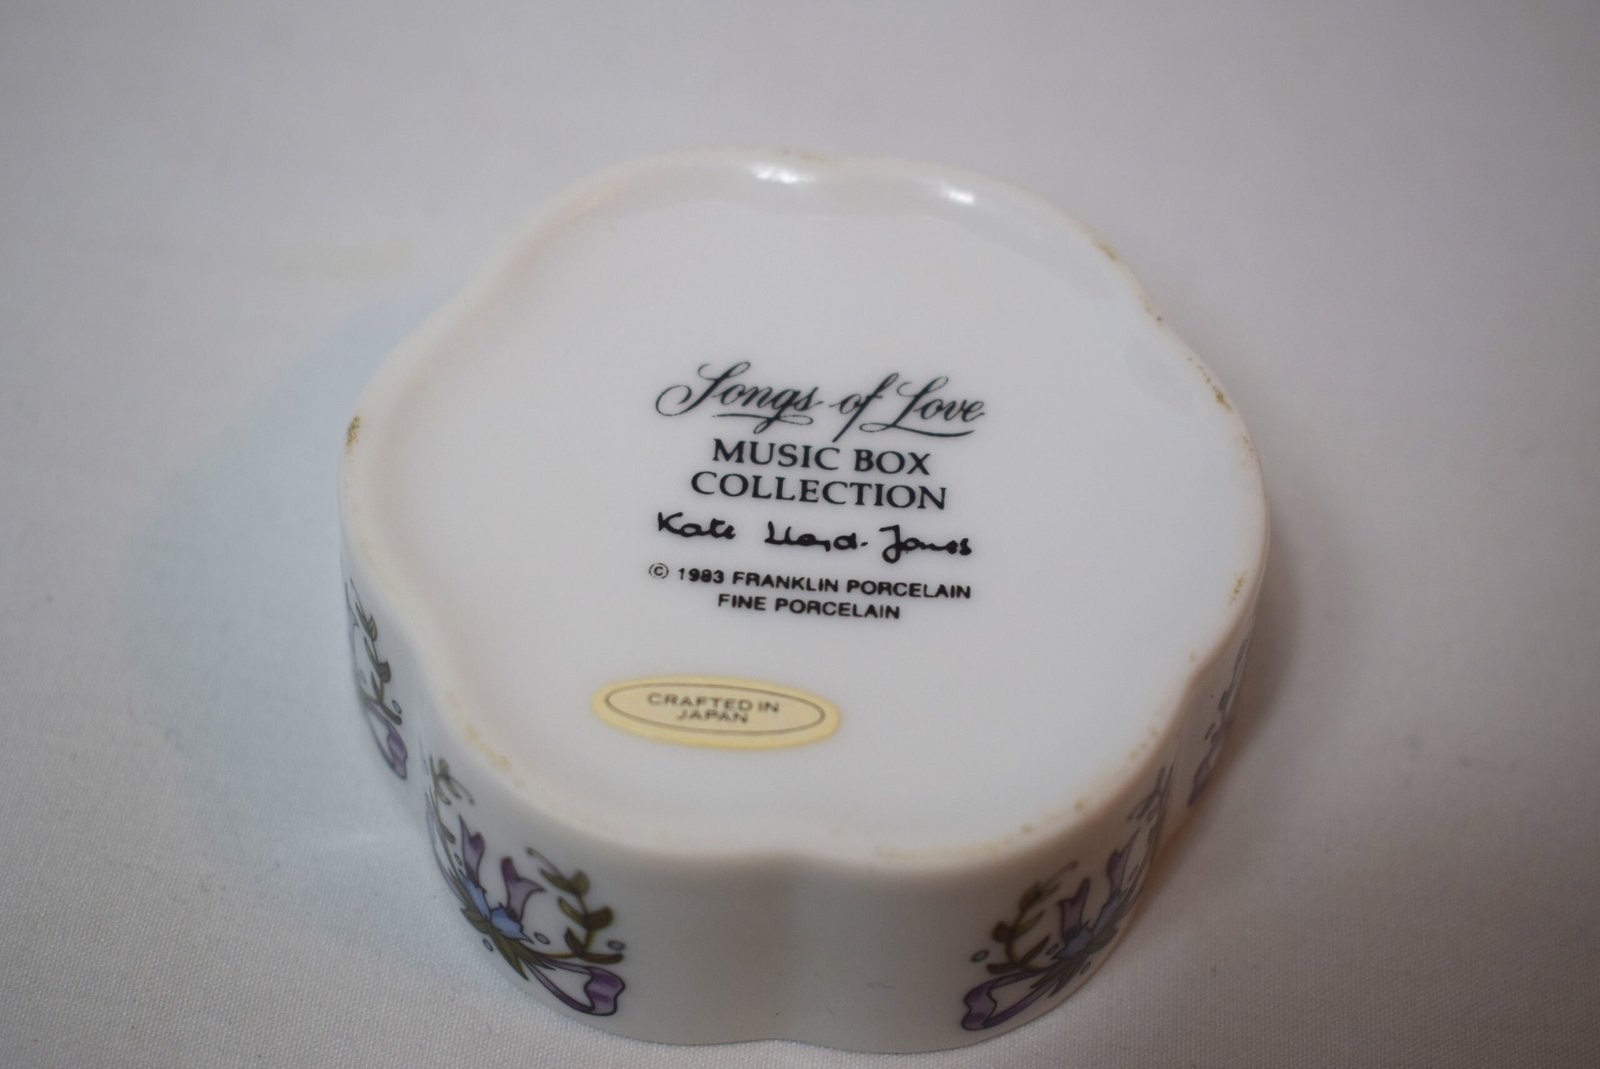 Songs of Love
MUSIC BOX
COLLECTION
Kate Lloyd-Jones
© 1983 FRANKLIN PORCELAIN
FINE PORCELAIN
CRAFTED IN
JAPAN